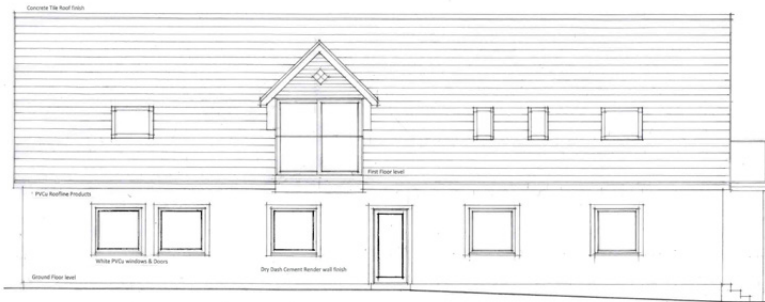 Concrete Tile Roof finish
First Floor level
PVCu Roofline Products
White PVCu windows & Doors
Dry Dash Cement Render wall finish
Ground Floor level